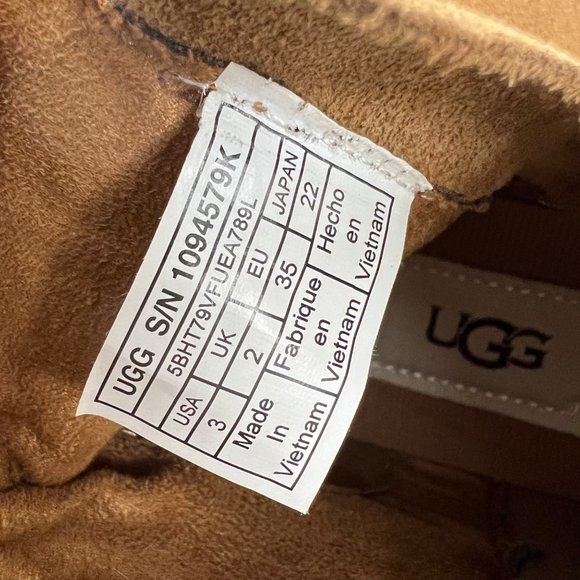 UGG S/N 1094579K
5BHT79VFUEA789L
USA UK EU JAPAN
3 2 35 22
Made Fabrique Hecho
In en en
Vietnam Vietnam Vietnam
UGG